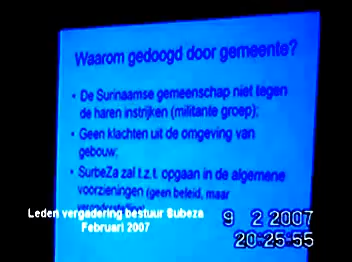 Waarom gedoogd door gemeente?
• De Surinaamse gemeenschap niet tegen
de haren instrijken (militante groep);
• Geen klachten uit de omgeving van
gebouw;
• SurbeZa zal t.z.t. opgaan in de algemene
voorzieningen (geen beleid, maar
Leden vergadering bestuur Subeza
Februari 2007
9 2 2007
20:25:55